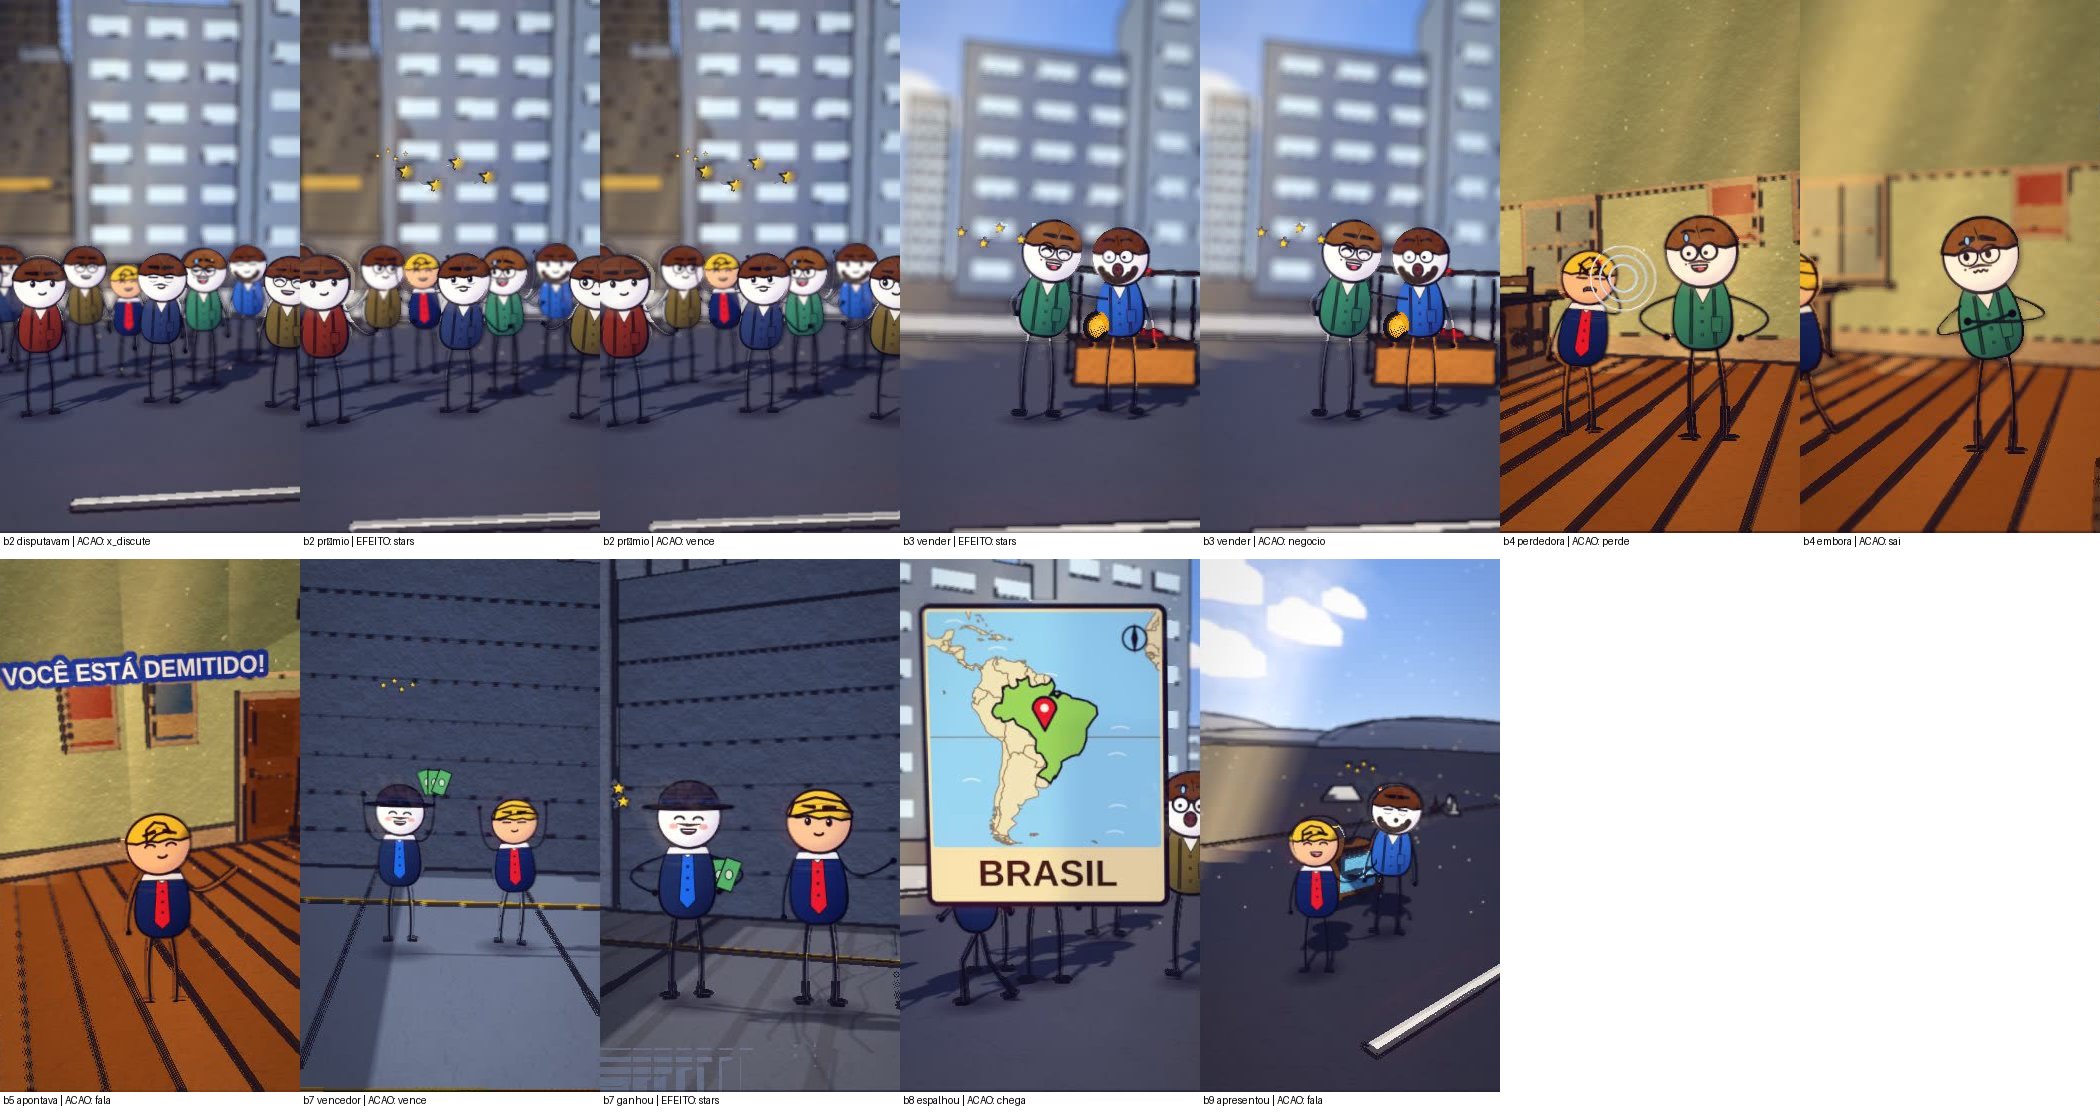 b2 disputavam | ACAO: x_discute
b2 pr□mio | EFEITO: stars
b2 pr□mio | ACAO: vence
b3 vender | EFEITO: stars
b3 vender | ACAO: negocio
b4 perdedora | ACAO: perde
b4 embora | ACAO: sai
VOCÊ ESTÁ DEMITIDO!
BRASIL
b5 apontava | ACAO: fala
b7 vencedor | ACAO: vence
b7 ganhou | EFEITO: stars
b8 espalhou | ACAO: chega
b9 apresentou | ACAO: fala